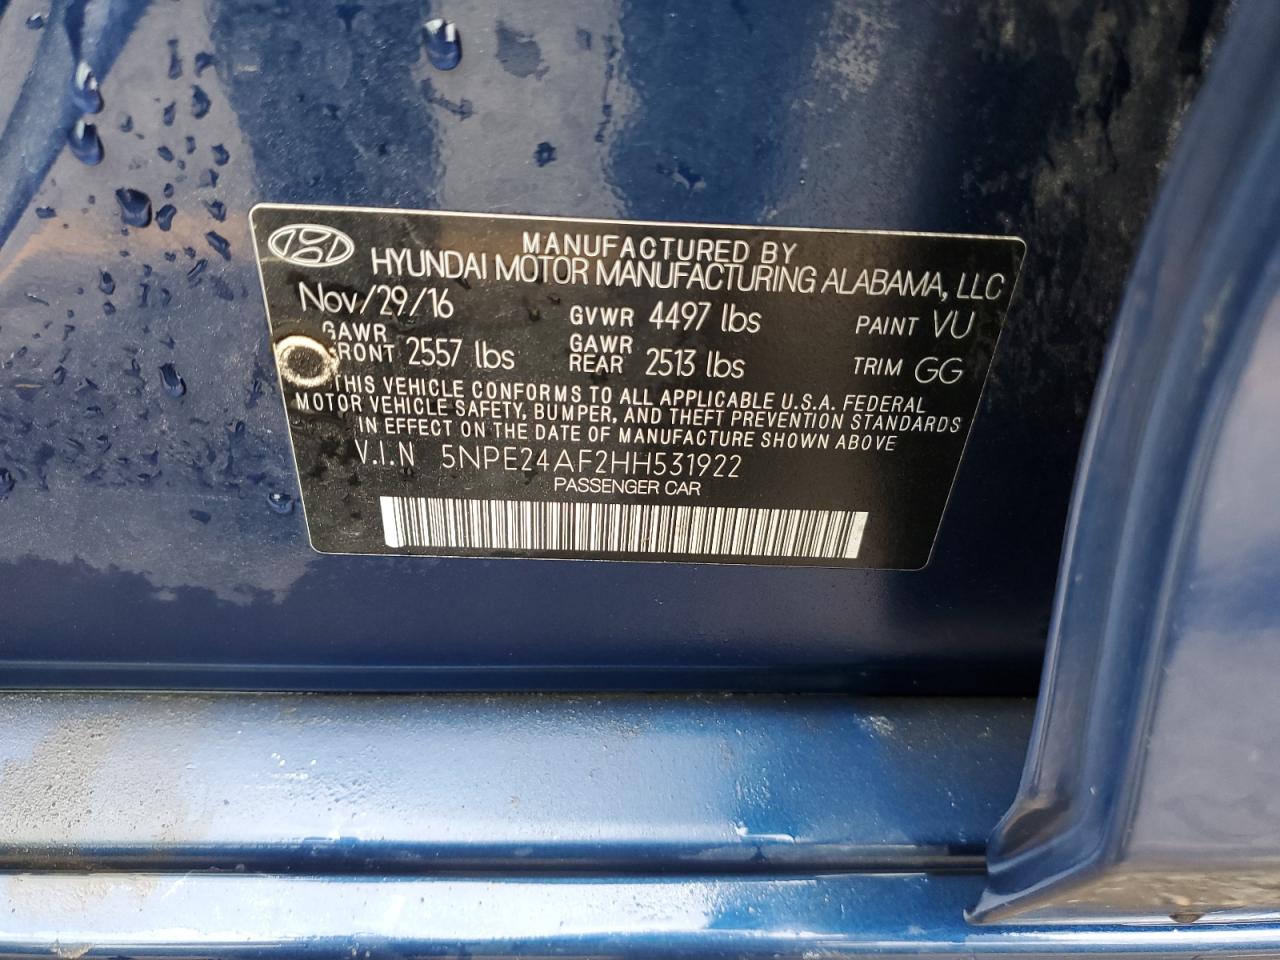 MANUFACTURED BY
HYUNDAI MOTOR MANUFACTURING ALABAMA, LLC
Nov/29/16 GVWR 4497 lbs PAINT VU
GAWR FRONT 2557 lbs GAWR REAR 2513 lbs TRIM GG
THIS VEHICLE CONFORMS TO ALL APPLICABLE U.S.A. FEDERAL
MOTOR VEHICLE SAFETY, BUMPER, AND THEFT PREVENTION STANDARDS
IN EFFECT ON THE DATE OF MANUFACTURE SHOWN ABOVE
V.I.N 5NPE24AF2HH531922
PASSENGER CAR